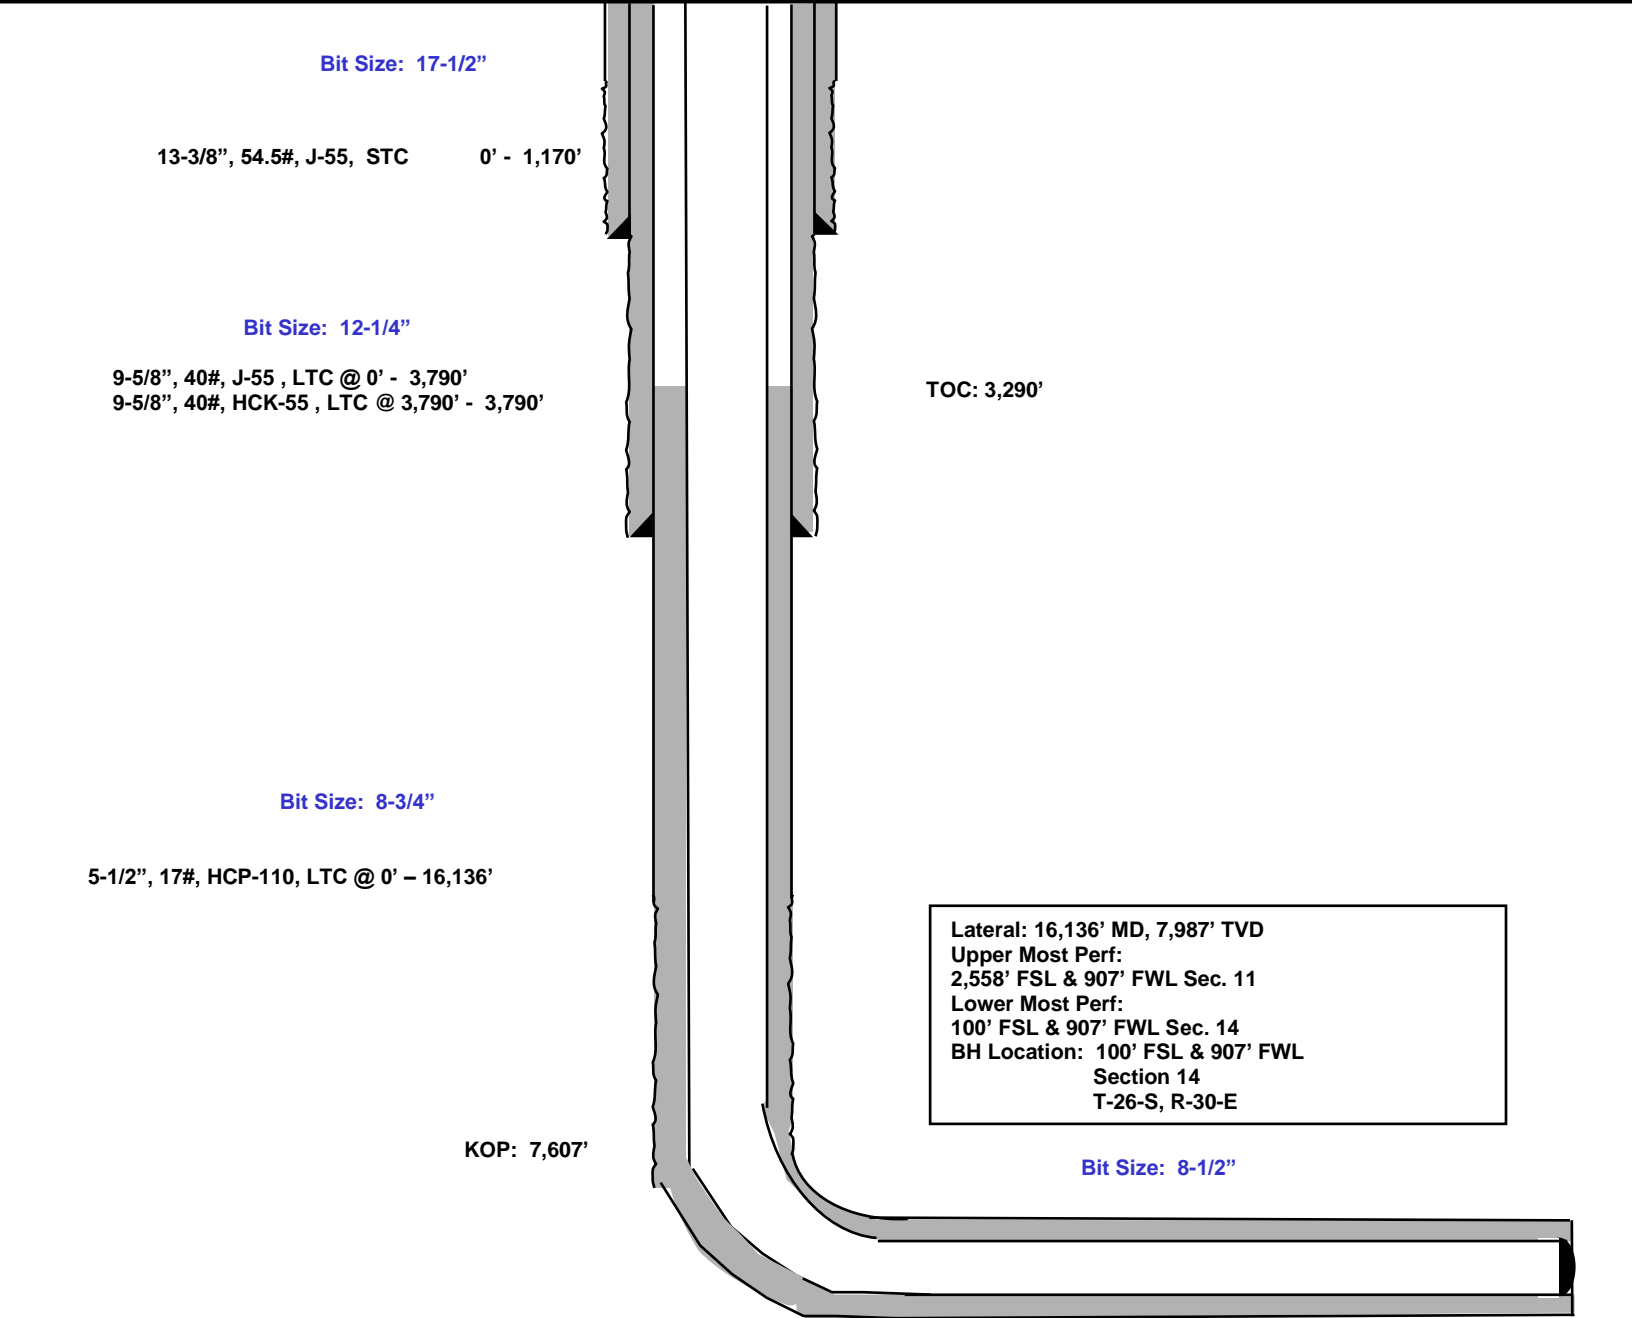 Bit Size: 17-1/2”
13-3/8”, 54.5#, J-55, STC 0’ - 1,170’
Bit Size: 12-1/4”
9-5/8”, 40#, J-55 , LTC @ 0’ - 3,790’
9-5/8”, 40#, HCK-55 , LTC @ 3,790’ - 3,790’
TOC: 3,290’
Bit Size: 8-3/4”
5-1/2”, 17#, HCP-110, LTC @ 0’ – 16,136’
Lateral: 16,136’ MD, 7,987’ TVD
Upper Most Perf:
2,558’ FSL & 907’ FWL Sec. 11
Lower Most Perf:
100’ FSL & 907’ FWL Sec. 14
BH Location: 100’ FSL & 907’ FWL
Section 14
T-26-S, R-30-E
KOP: 7,607’
Bit Size: 8-1/2”